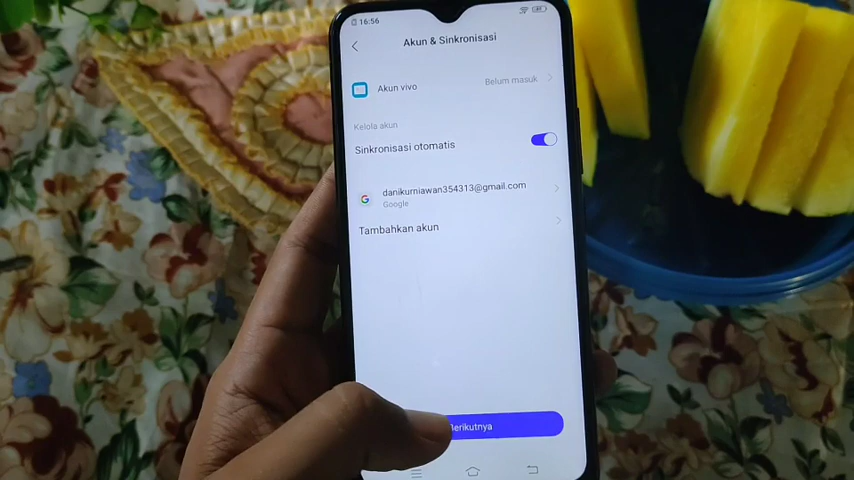 16:56
Akun & Sinkronisasi
Akun vivo
Belum masuk
Kelola akun
Sinkronisasi otomatis
danikurniawan354313@gmail.com
Google
Tambahkan akun
Berikutnya